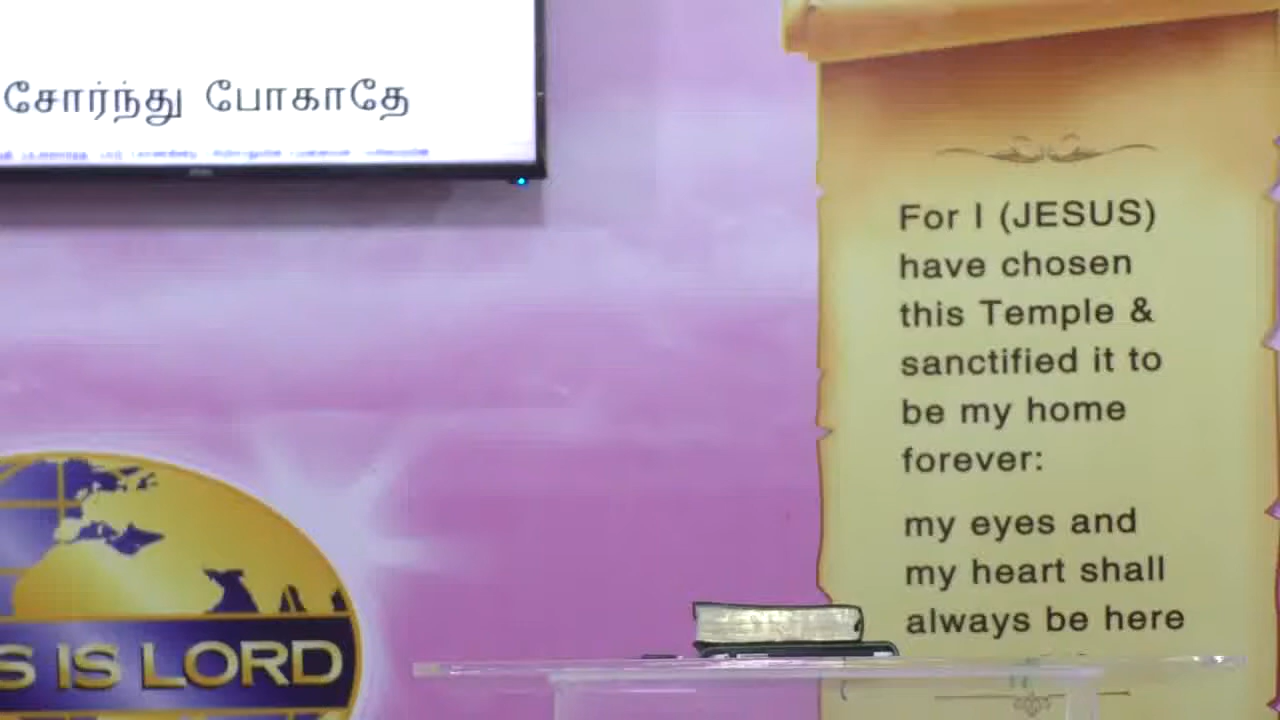 சோர்ந்து போகாதே
For I (JESUS)
have chosen
this Temple &
sanctified it to
be my home
forever:
my eyes and
my heart shall
always be here
S IS LORD